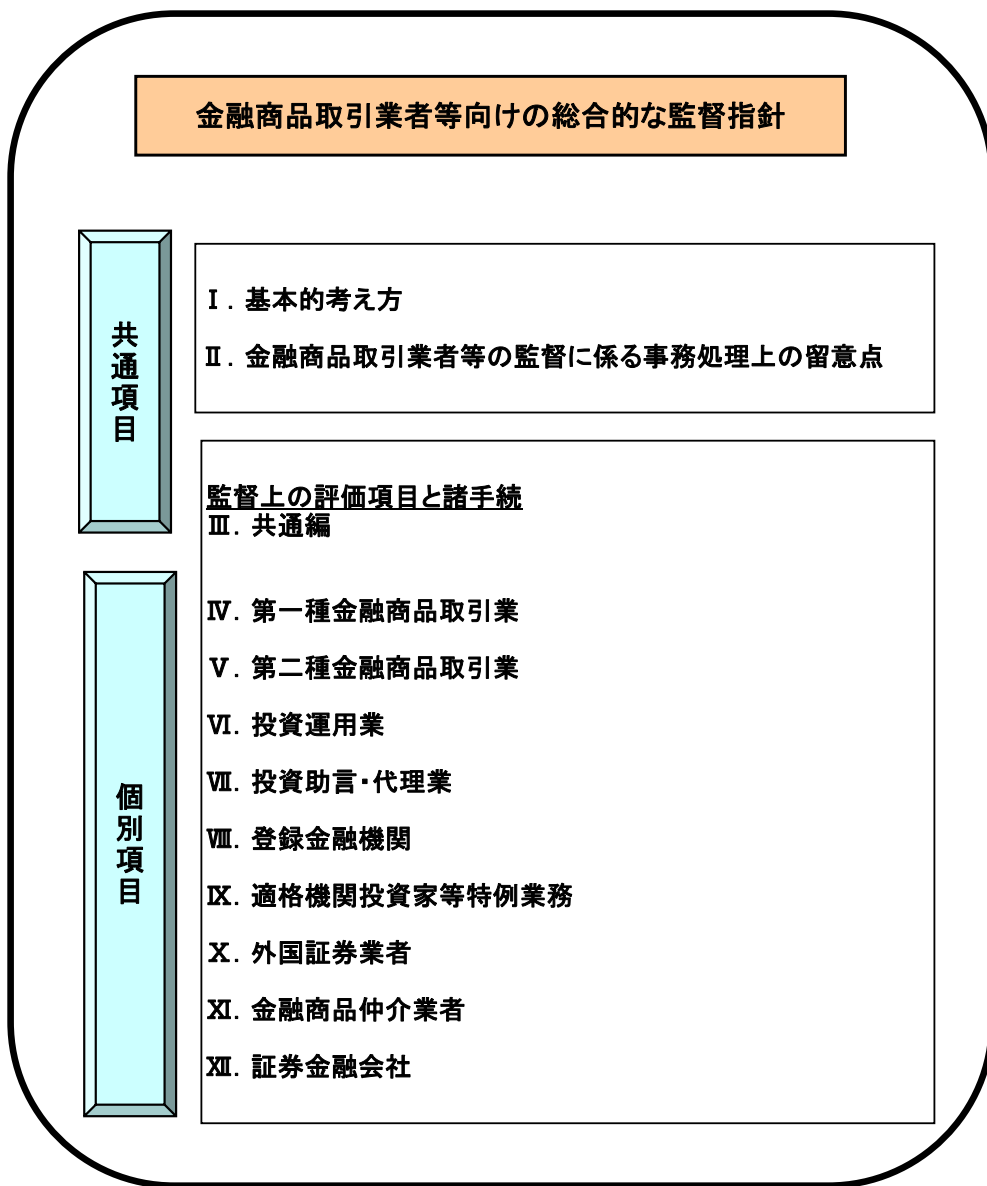 金融商品取引業者等向けの総合的な監督指針
共通項目
Ⅰ. 基本的考え方
Ⅱ. 金融商品取引業者等の監督に係る事務処理上の留意点
監督上の評価項目と諸手続
Ⅲ. 共通編
個別項目
Ⅳ. 第一種金融商品取引業
Ⅴ. 第二種金融商品取引業
Ⅵ. 投資運用業
Ⅶ. 投資助言・代理業
Ⅷ. 登録金融機関
Ⅸ. 適格機関投資家等特例業務
Ⅹ. 外国証券業者
Ⅺ. 金融商品仲介業者
Ⅻ. 証券金融会社